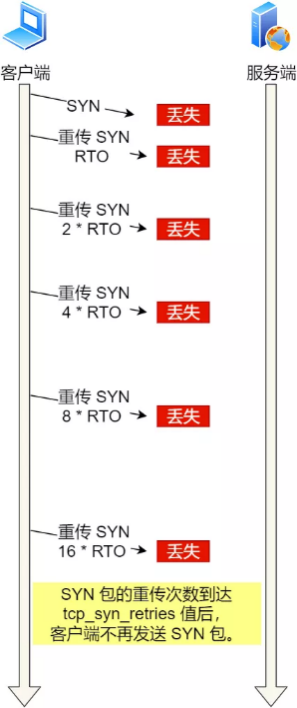 客户端
服务端
SYN
丢失
重传 SYN
RTO
丢失
重传 SYN
2 * RTO
丢失
重传 SYN
4 * RTO
丢失
重传 SYN
8 * RTO
丢失
重传 SYN
16 * RTO
丢失
SYN 包的重传次数到达
tcp_syn_retries 值后，
客户端不再发送 SYN 包。